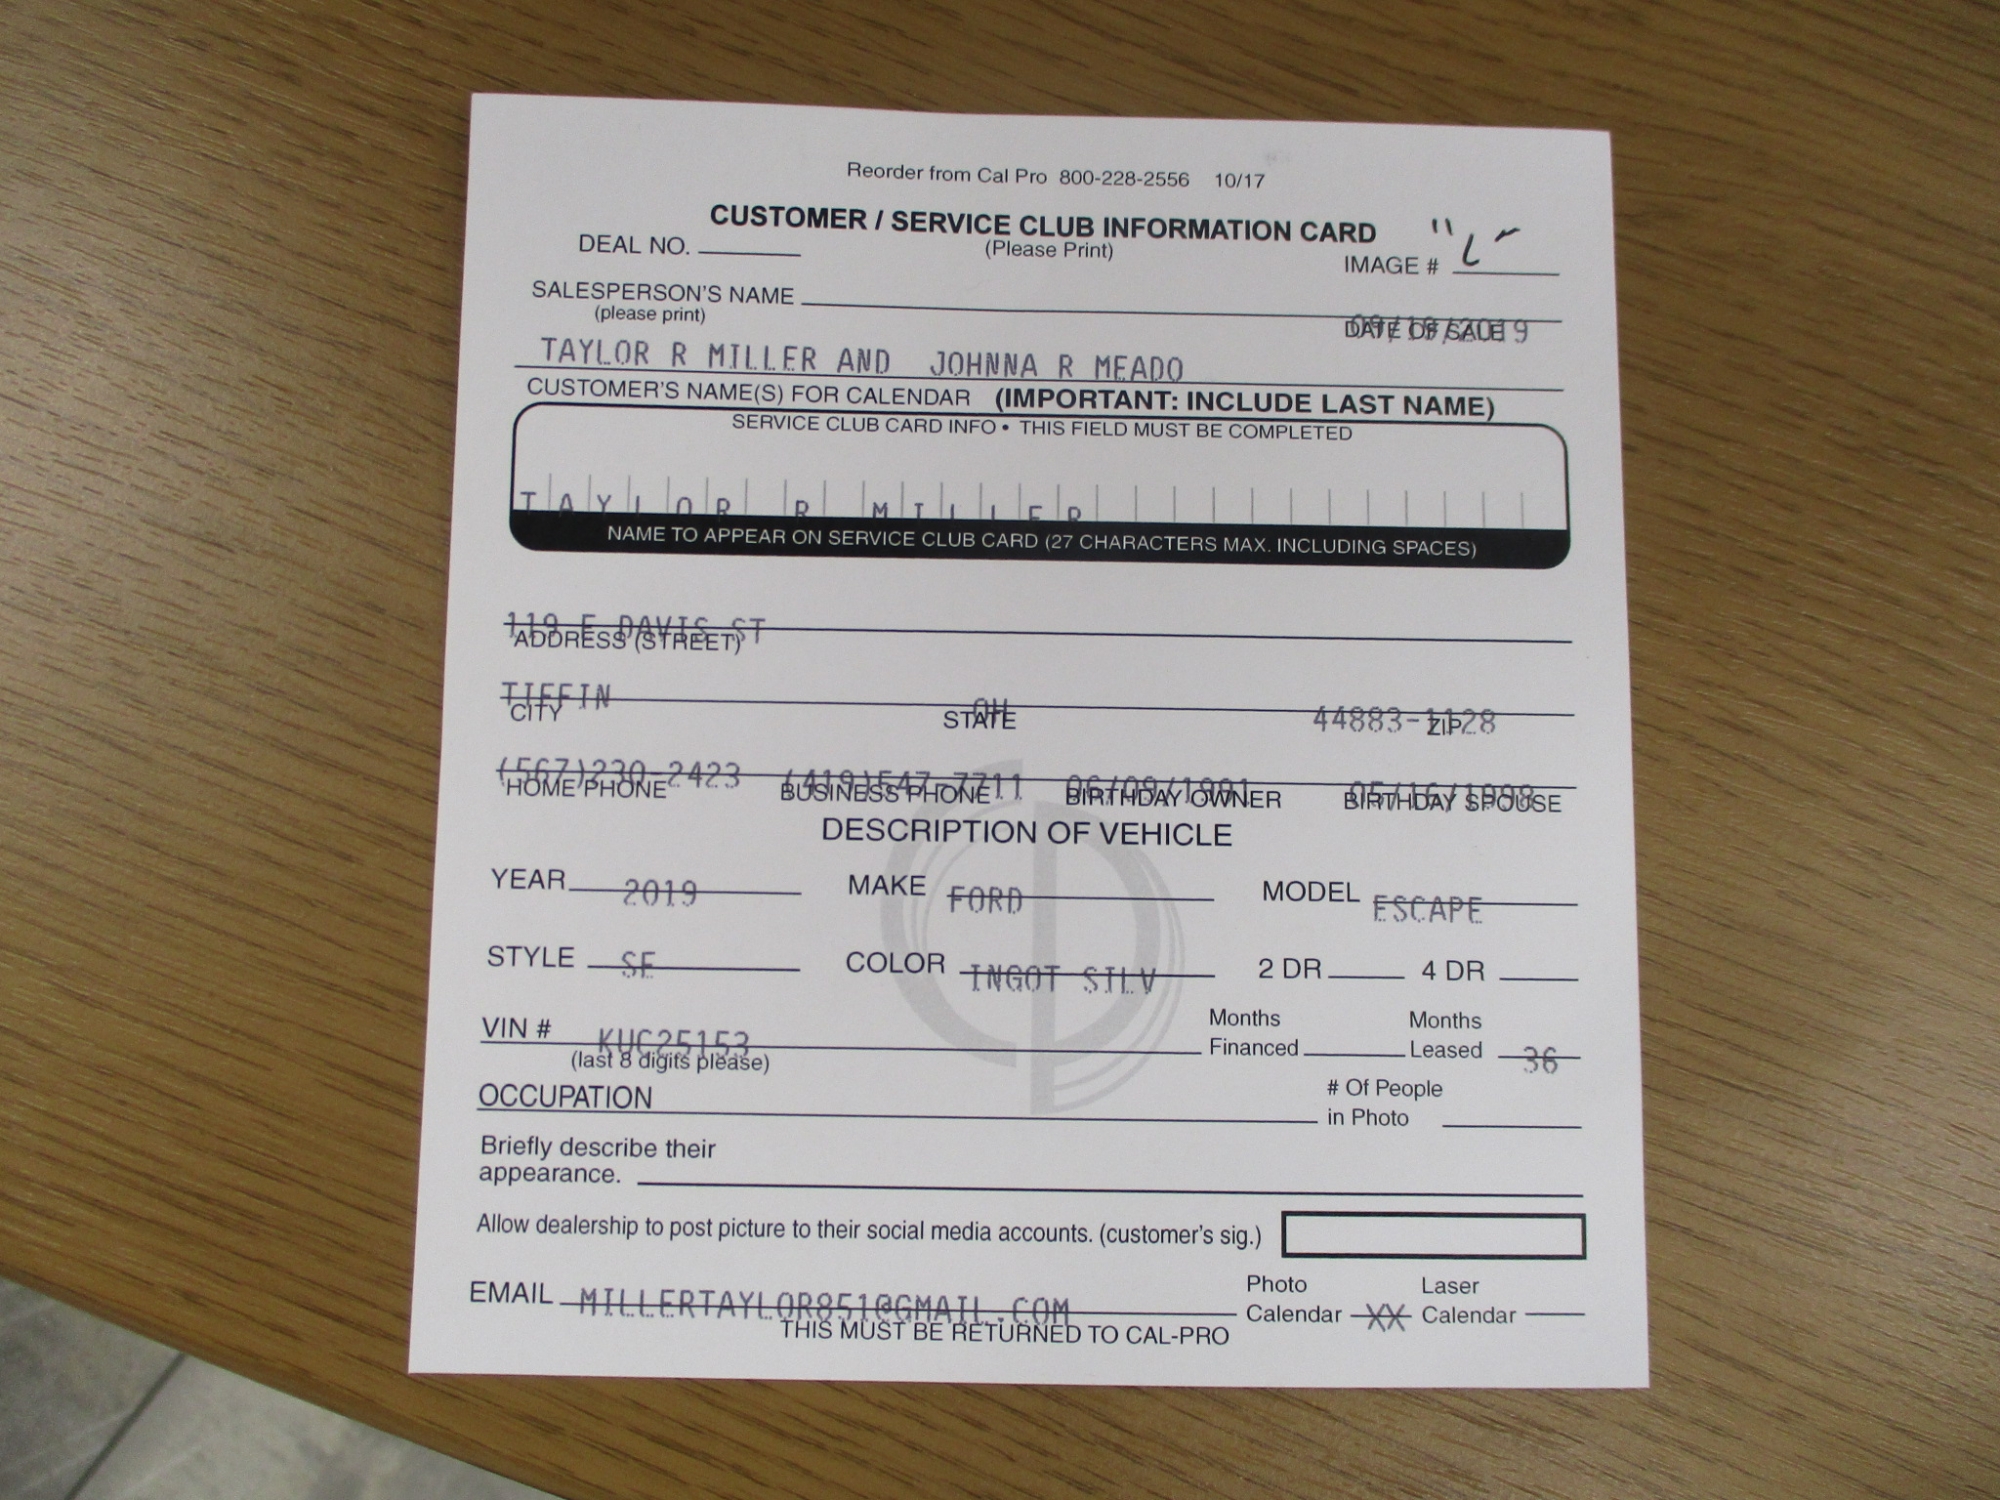 Reorder from Cal Pro 800-228-2556 10/17
CUSTOMER / SERVICE CLUB INFORMATION CARD
DEAL NO. (Please Print)
IMAGE #
SALESPERSON'S NAME
(please print)
DATE OF SALE
TAYLOR R MILLER AND JOHNNA R MEADO
CUSTOMER'S NAME(S) FOR CALENDAR (IMPORTANT: INCLUDE LAST NAME)
SERVICE CLUB CARD INFO • THIS FIELD MUST BE COMPLETED
TAYLOR R MILLER
NAME TO APPEAR ON SERVICE CLUB CARD (27 CHARACTERS MAX. INCLUDING SPACES)
119 E DAVIS ST
ADDRESS (STREET)
TIFFIN OH 44883-1128
CITY STATE ZIP
(567)230-2423 (419)547-7711
HOME PHONE BUSINESS PHONE BIRTHDAY OWNER BIRTHDAY SPOUSE
DESCRIPTION OF VEHICLE
YEAR 2019 MAKE FORD MODEL ESCAPE
STYLE SE COLOR INGOT SILV 2 DR 4 DR
VIN # KUC25153 Months Financed Months Leased 36
(last 8 digits please)
OCCUPATION # Of People in Photo
Briefly describe their
appearance.
Allow dealership to post picture to their social media accounts. (customer's sig.)
EMAIL MILLERTAYLOR851@GMAIL.COM Photo Calendar XX Laser Calendar
THIS MUST BE RETURNED TO CAL-PRO